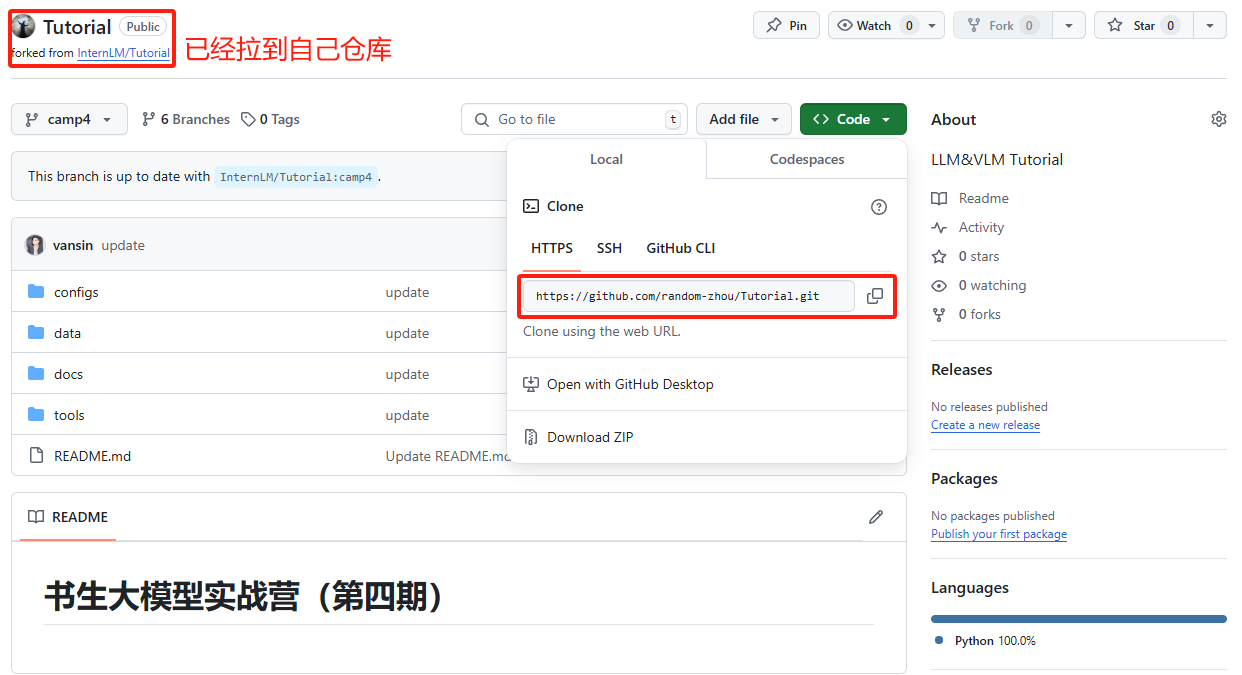 Tutorial Public
forked from InternLM/Tutorial
已经拉到自己仓库
Pin
Watch 0
Fork 0
Star 0
camp4
6 Branches
0 Tags
Go to file t
Add file
Code
This branch is up to date with InternLM/Tutorial:camp4 .
vansin update
configs update
data update
docs update
tools update
README.md Update README.md
Local
Codespaces
Clone
HTTPS
SSH
GitHub CLI
https://github.com/random-zhou/Tutorial.git
Clone using the web URL.
Open with GitHub Desktop
Download ZIP
README
书生大模型实战营（第四期）
About
LLM&VLM Tutorial
Readme
Activity
0 stars
0 watching
0 forks
Releases
No releases published
Create a new release
Packages
No packages published
Publish your first package
Languages
Python 100.0%